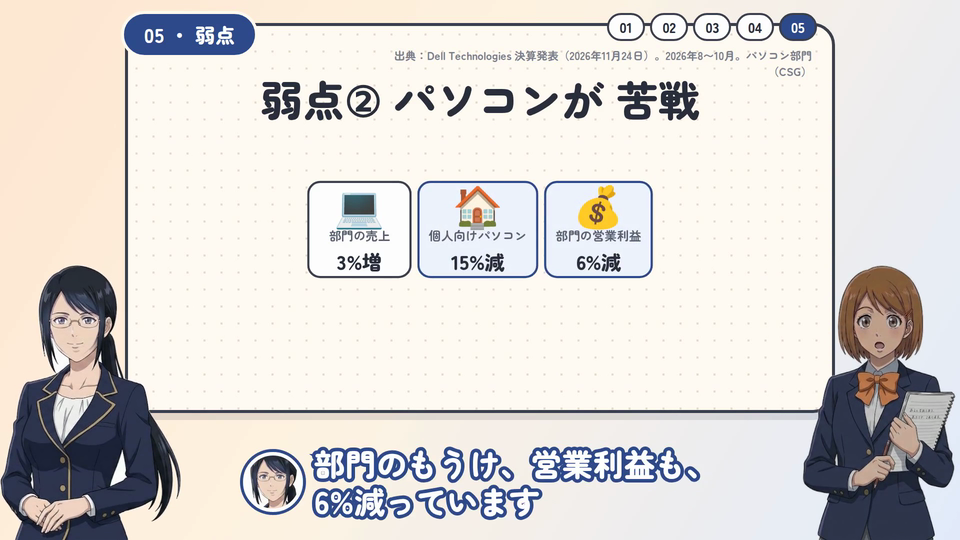 05 ・ 弱点
01 02 03 04 05
出典：Dell Technologies 決算発表（2026年11月24日）。2026年8〜10月。パソコン部門
（CSG）
弱点② パソコンが 苦戦
部門の売上
3%増
個人向けパソコン
15%減
部門の営業利益
6%減
部門のもうけ、営業利益も、
6%減っています